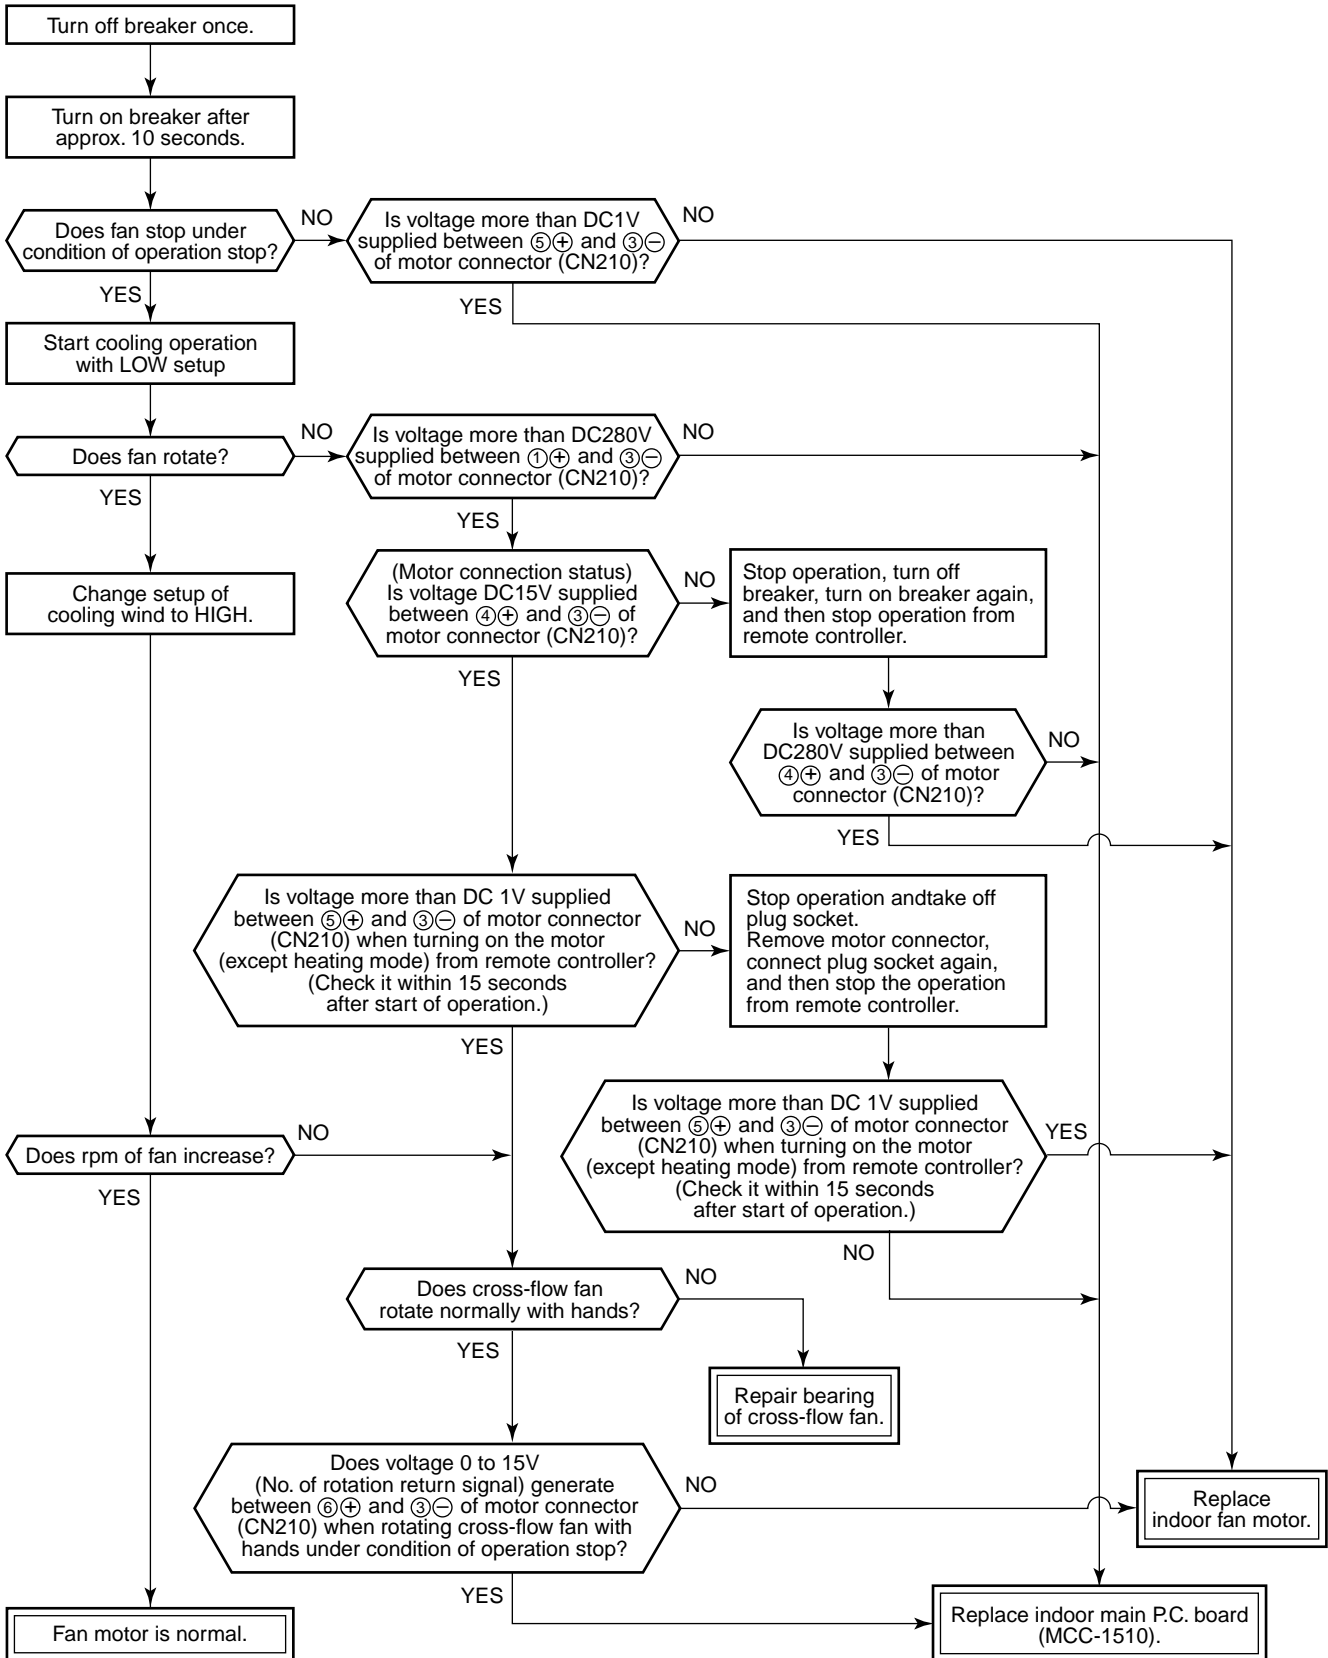 Turn off breaker once.
Turn on breaker after
approx. 10 seconds.
Does fan stop under
condition of operation stop?
NO
Is voltage more than DC1V
supplied between ⑤⊕ and ③⊖
of motor connector (CN210)?
NO
YES
YES
Start cooling operation
with LOW setup
Does fan rotate?
NO
Is voltage more than DC280V
supplied between ①⊕ and ③⊖
of motor connector (CN210)?
NO
YES
YES
Change setup of
cooling wind to HIGH.
(Motor connection status)
Is voltage DC15V supplied
between ④⊕ and ③⊖ of
motor connector (CN210)?
NO
Stop operation, turn off
breaker, turn on breaker again,
and then stop operation from
remote controller.
YES
Is voltage more than
DC280V supplied between
④⊕ and ③⊖ of motor
connector (CN210)?
NO
YES
Is voltage more than DC 1V supplied
between ⑤⊕ and ③⊖ of motor connector
(CN210) when turning on the motor
(except heating mode) from remote controller?
(Check it within 15 seconds
after start of operation.)
NO
Stop operation andtake off
plug socket.
Remove motor connector,
connect plug socket again,
and then stop the operation
from remote controller.
YES
Is voltage more than DC 1V supplied
between ⑤⊕ and ③⊖ of motor connector
(CN210) when turning on the motor
(except heating mode) from remote controller?
(Check it within 15 seconds
after start of operation.)
YES
NO
Does rpm of fan increase?
NO
YES
Does cross-flow fan
rotate normally with hands?
NO
YES
Repair bearing
of cross-flow fan.
Does voltage 0 to 15V
(No. of rotation return signal) generate
between ⑥⊕ and ③⊖ of motor connector
(CN210) when rotating cross-flow fan with
hands under condition of operation stop?
NO
YES
Replace
indoor fan motor.
Fan motor is normal.
Replace indoor main P.C. board
(MCC-1510).